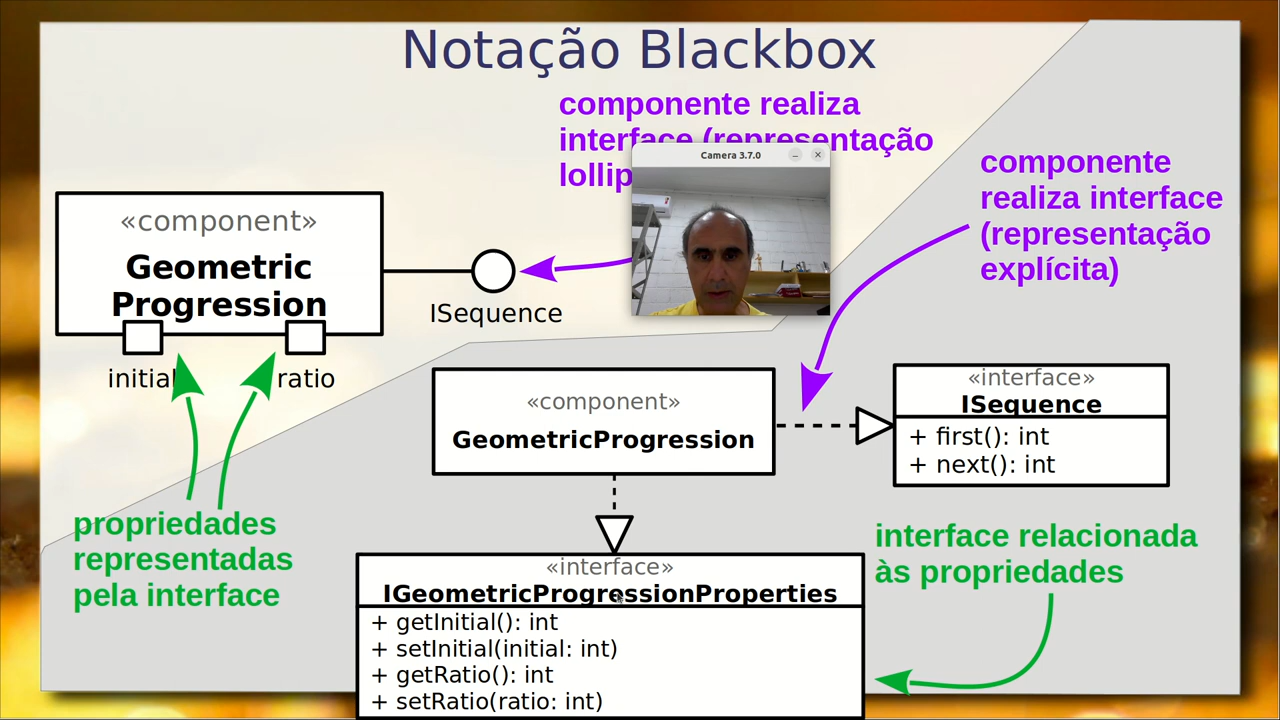 Notação Blackbox
componente realiza
interface (representação
lollip
Camera 3.7.0
componente
realiza interface
(representação
explícita)
«component»
Geometric
Progression
ISequence
initial
ratio
«component»
GeometricProgression
«interface»
ISequence
+ first(): int
+ next(): int
propriedades
representadas
pela interface
interface relacionada
às propriedades
«interface»
IGeometricProgressionProperties
+ getInitial(): int
+ setInitial(initial: int)
+ getRatio(): int
+ setRatio(ratio: int)